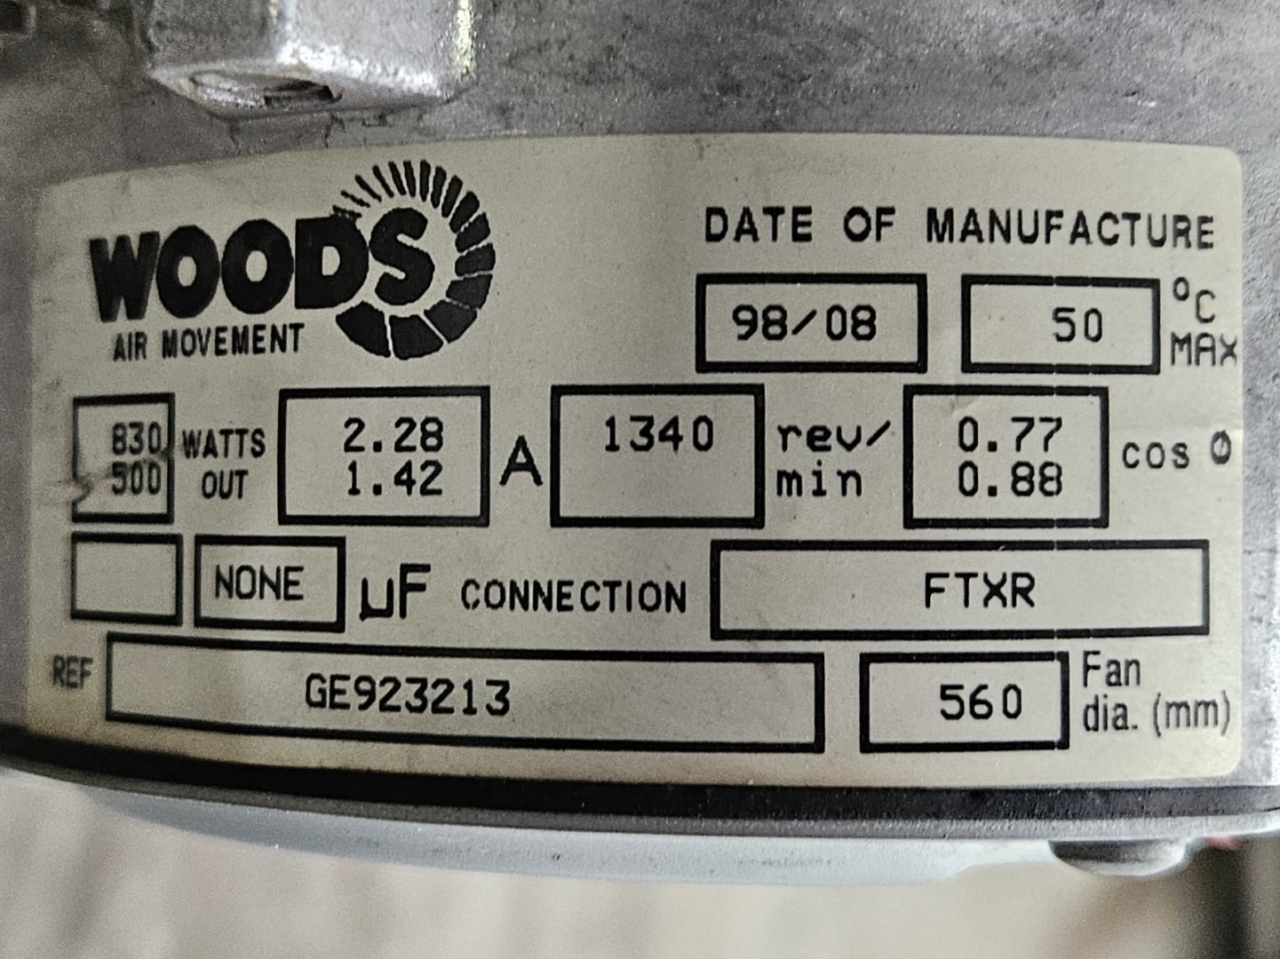 WOODS
AIR MOVEMENT
DATE OF MANUFACTURE
98/08 50 °C MAX
830 WATTS 2.28 A 1340 rev/ 0.77 cos Ø
500 OUT 1.42 min 0.88
NONE µF CONNECTION FTXR
REF GE923213 560 Fan
dia. (mm)